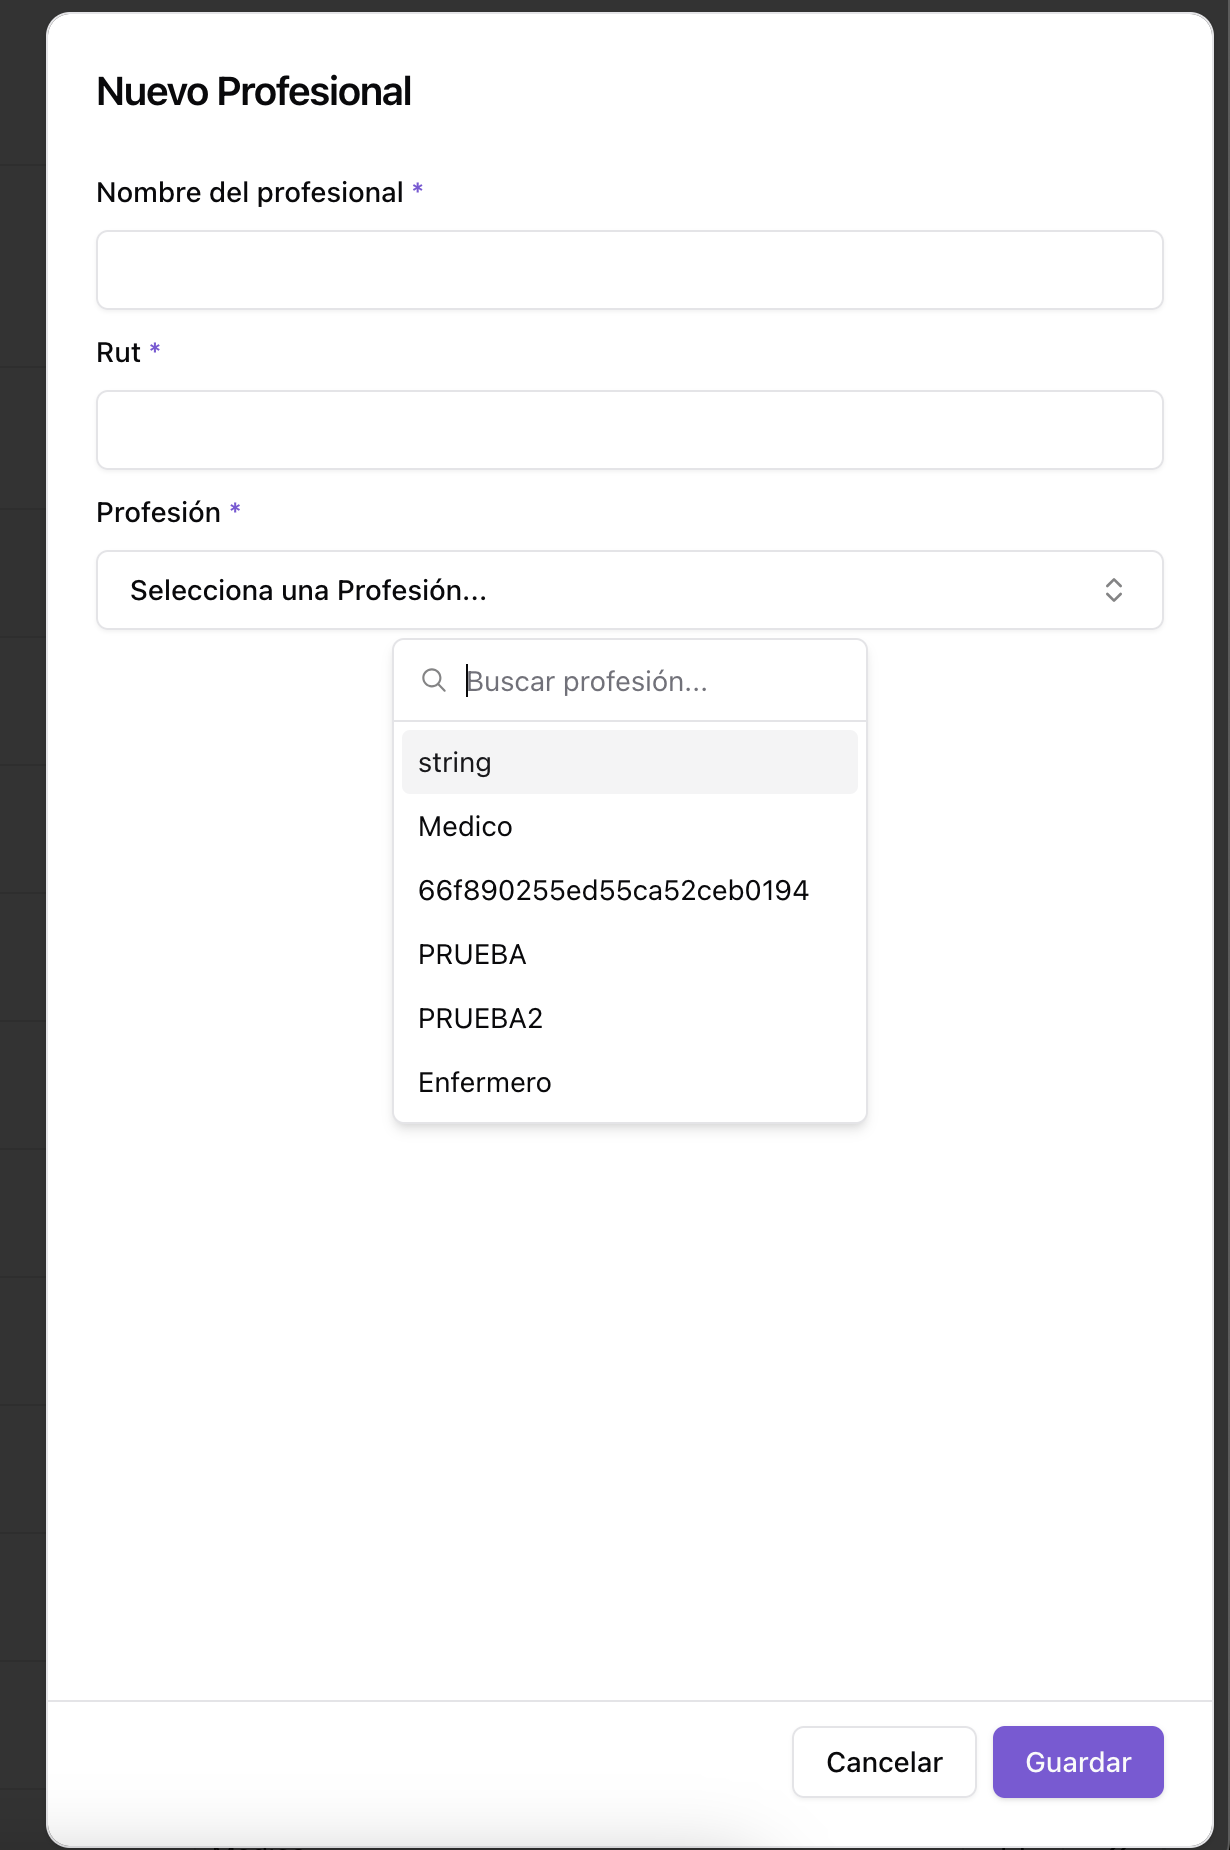 Nuevo Profesional
Nombre del profesional *
Rut *
Profesión *
Selecciona una Profesión...
Buscar profesión...
string
Medico
66f890255ed55ca52ceb0194
PRUEBA
PRUEBA2
Enfermero
Cancelar
Guardar